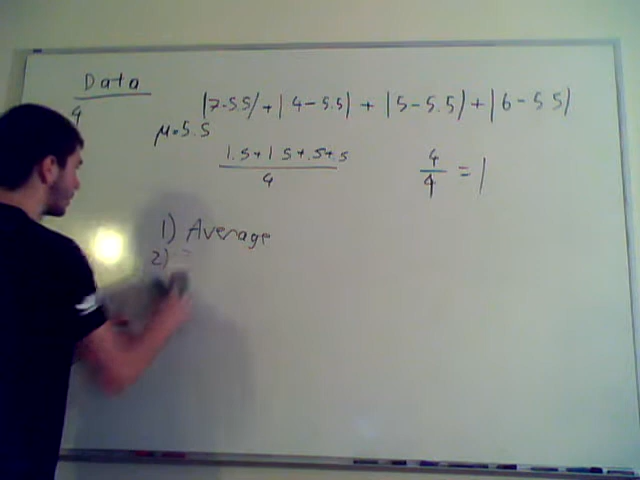 Data
4
|7-5.5| + | 4-5.5| + |5-5.5| + |6-5.5|
μ=5.5
1.5+1.5+.5+.5
4
4
4 = 1
1) Average
2)